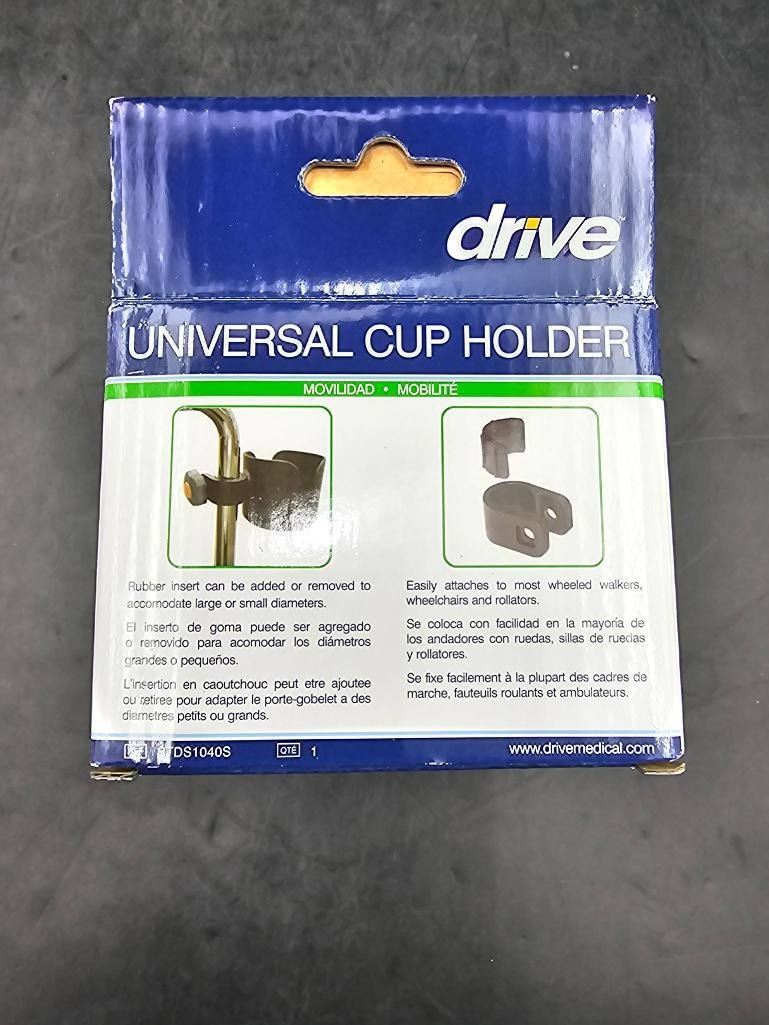 drive™
UNIVERSAL CUP HOLDER
MOVILIDAD • MOBILITÉ
Rubber insert can be added or removed to
accomodate large or small diameters.
El inserto de goma puede ser agregado
o removido para acomodar los diámetros
grandes o pequeños.
L'insertion en caoutchouc peut etre ajoutee
ou retiree pour adapter le porte-gobelet a des
diametres petits ou grands.
Easily attaches to most wheeled walkers,
wheelchairs and rollators.
Se coloca con facilidad en la mayoría de
los andadores con ruedas, sillas de ruedas
y rollatores.
Se fixe facilement à la plupart des cadres de
marche, fauteuils roulants et ambulateurs.
QTÉ 1
www.drivemedical.com